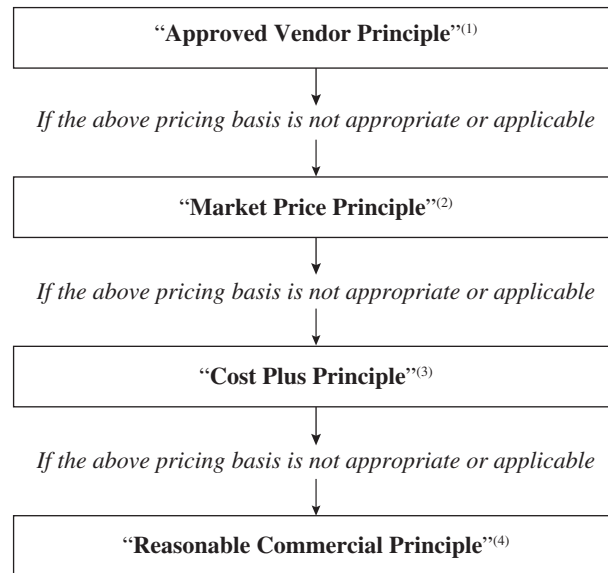 “Approved Vendor Principle”(1)
If the above pricing basis is not appropriate or applicable
“Market Price Principle”(2)
If the above pricing basis is not appropriate or applicable
“Cost Plus Principle”(3)
If the above pricing basis is not appropriate or applicable
“Reasonable Commercial Principle”(4)